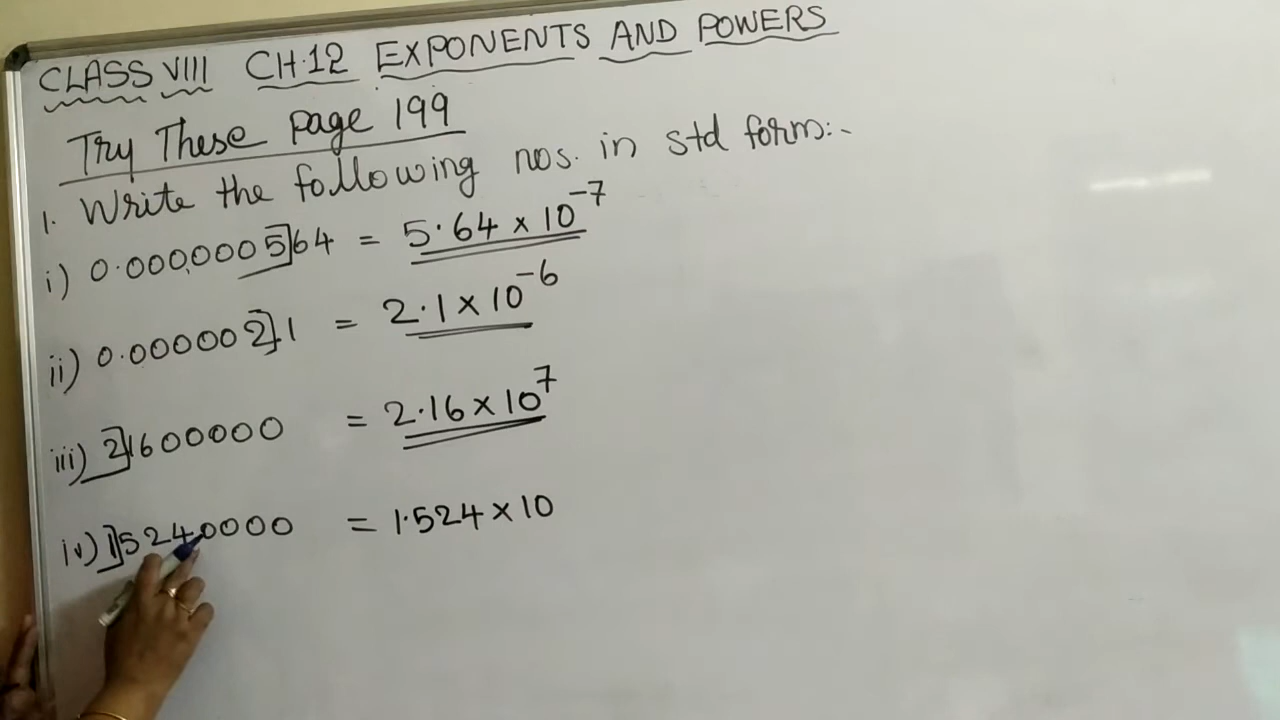 CLASS VIII CH.12 EXPONENTS AND POWERS
Try These Page 199
1. Write the following nos. in std form:-
i) 0.000,000564 = 5.64 × 10⁻⁷
ii) 0.0000021 = 2.1 × 10⁻⁶
iii) 21600000 = 2.16 × 10⁷
iv) 15240000 = 1.524 × 10